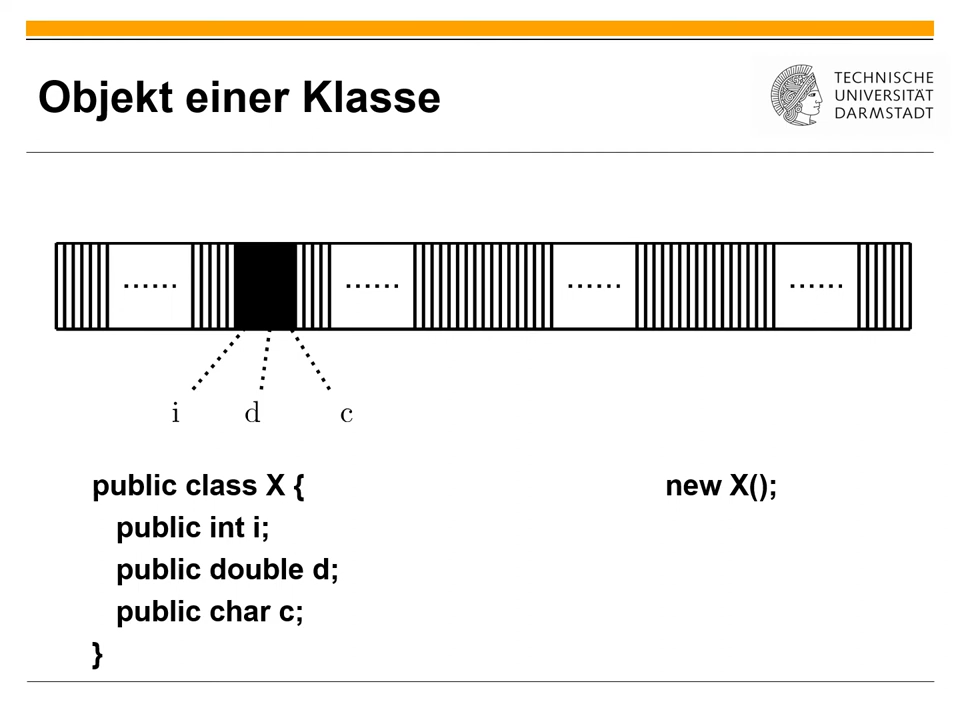 Objekt einer Klasse
TECHNISCHE
UNIVERSITÄT
DARMSTADT
...... ...... ...... ......
i d c
public class X { new X();
public int i;
public double d;
public char c;
}